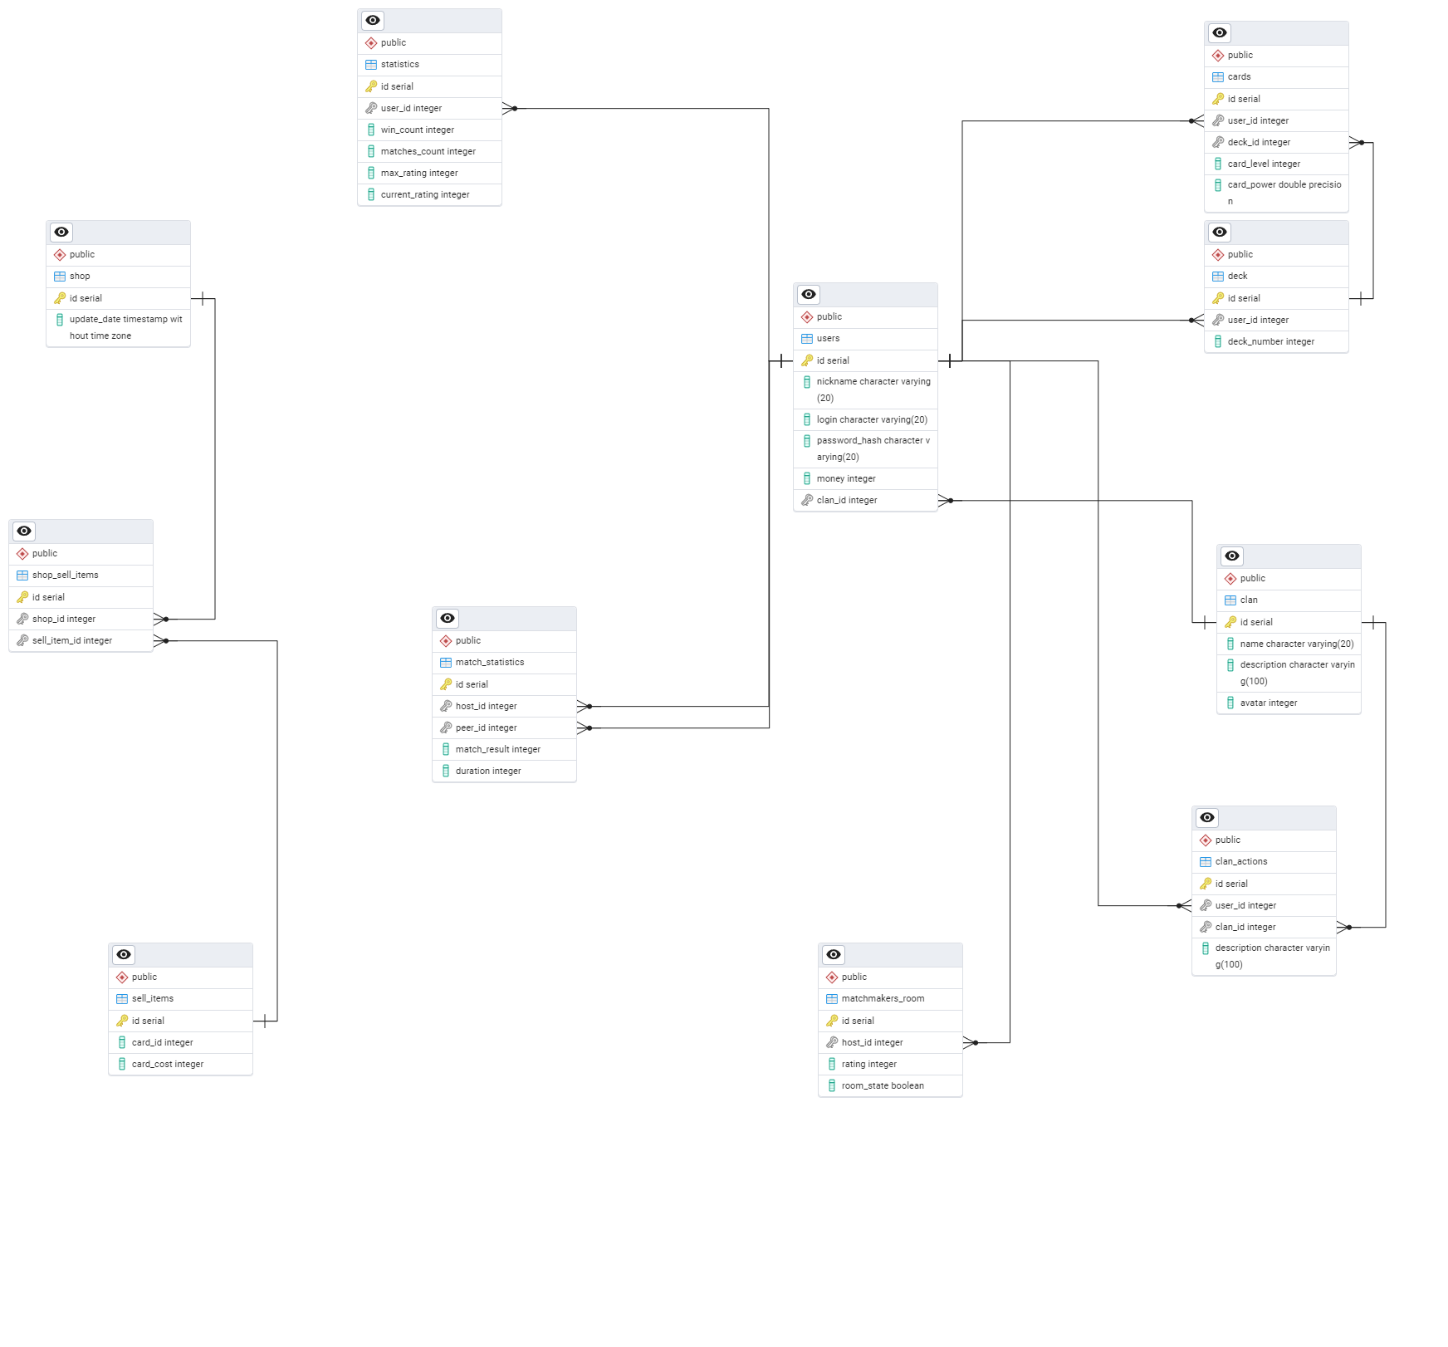 public
statistics
id serial
user_id integer
win_count integer
matches_count integer
max_rating integer
current_rating integer
public
cards
id serial
user_id integer
deck_id integer
card_level integer
card_power double precisio
n
public
shop
id serial
update_date timestamp wit
hout time zone
public
deck
id serial
user_id integer
deck_number integer
public
users
id serial
nickname character varying
(20)
login character varying(20)
password_hash character v
arying(20)
money integer
clan_id integer
public
shop_sell_items
id serial
shop_id integer
sell_item_id integer
public
clan
id serial
name character varying(20)
description character varyin
g(100)
avatar integer
public
match_statistics
id serial
host_id integer
peer_id integer
match_result integer
duration integer
public
clan_actions
id serial
user_id integer
clan_id integer
description character varyin
g(100)
public
sell_items
id serial
card_id integer
card_cost integer
public
matchmakers_room
id serial
host_id integer
rating integer
room_state boolean